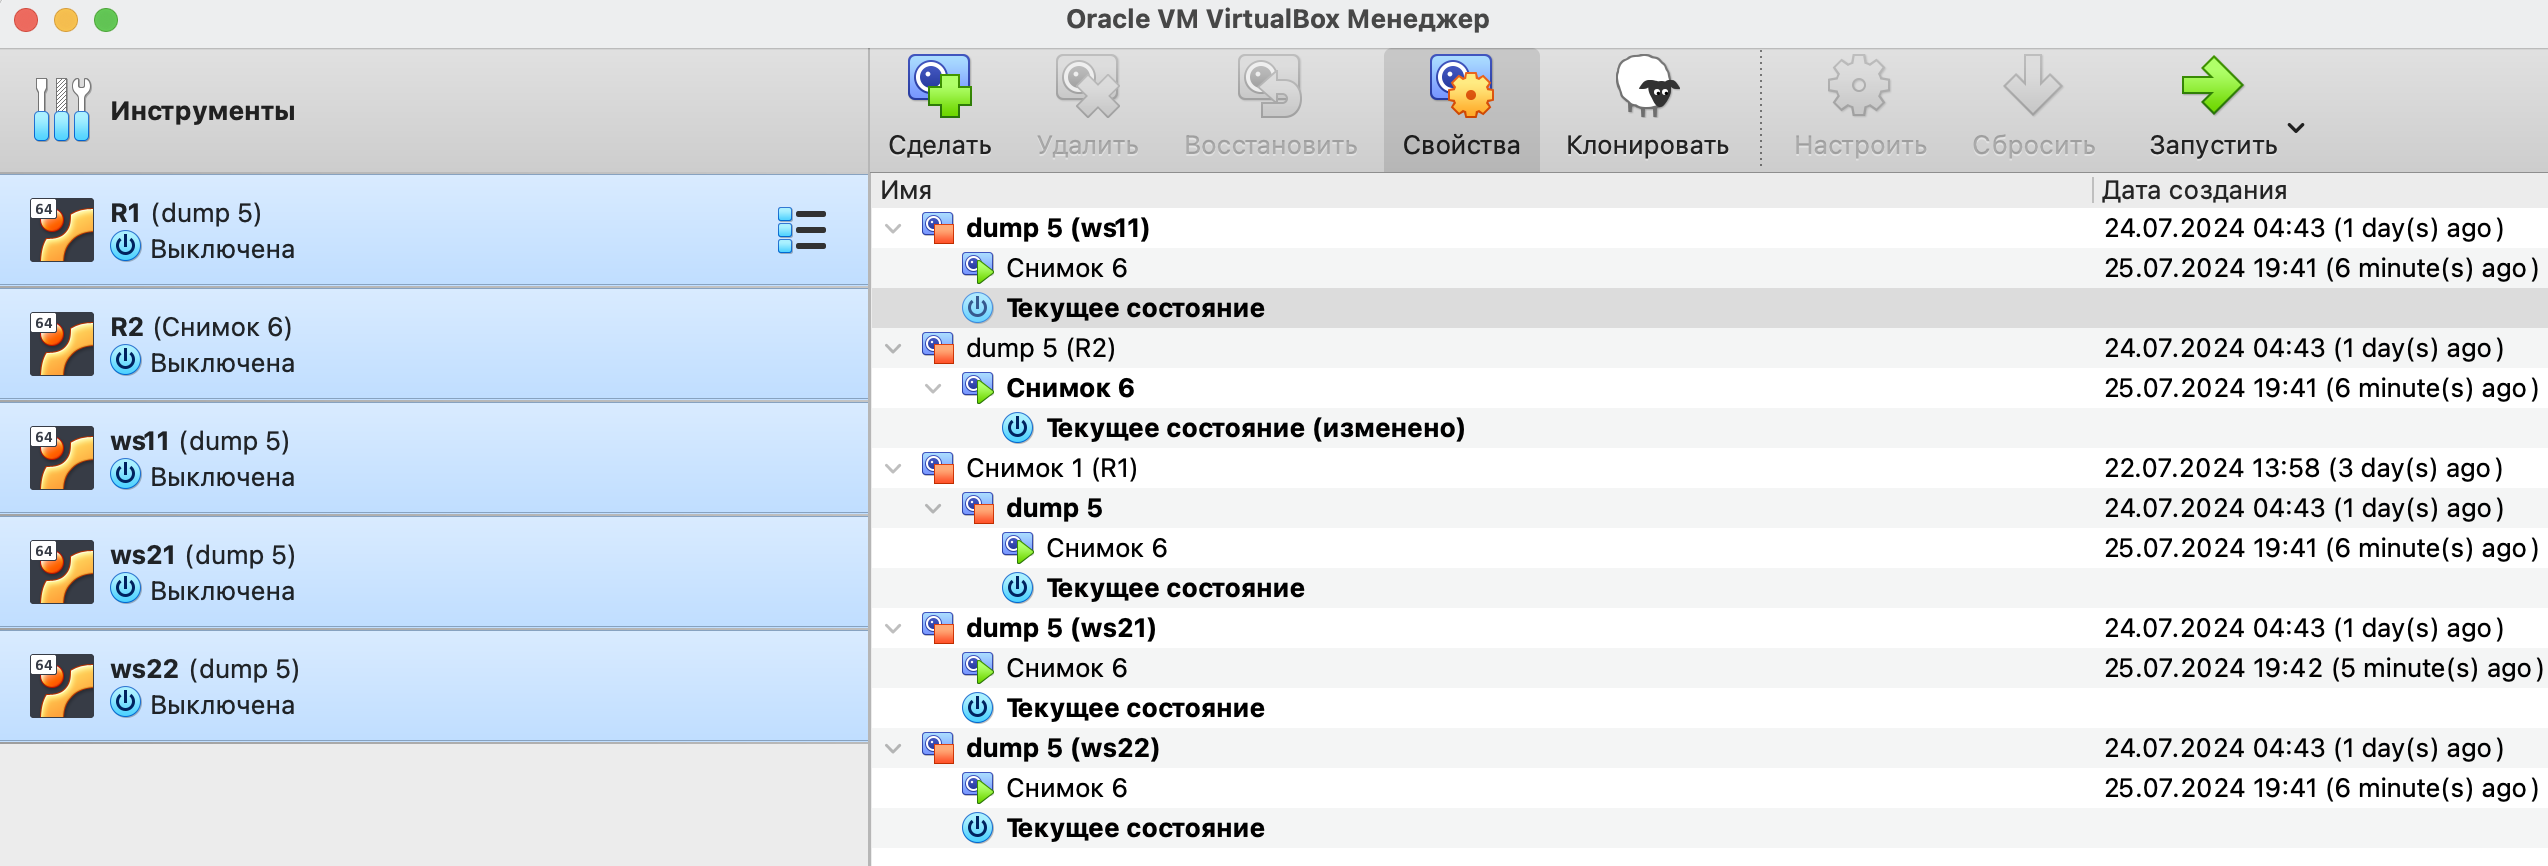 Oracle VM VirtualBox Менеджер
Инструменты
Сделать Удалить Восстановить Свойства Клонировать Настроить Сбросить Запустить
64 R1 (dump 5)
Выключена
64 R2 (Снимок 6)
Выключена
64 ws11 (dump 5)
Выключена
64 ws21 (dump 5)
Выключена
64 ws22 (dump 5)
Выключена
Имя Дата создания
dump 5 (ws11) 24.07.2024 04:43 (1 day(s) ago)
Снимок 6 25.07.2024 19:41 (6 minute(s) ago)
Текущее состояние
dump 5 (R2) 24.07.2024 04:43 (1 day(s) ago)
Снимок 6 25.07.2024 19:41 (6 minute(s) ago)
Текущее состояние (изменено)
Снимок 1 (R1) 22.07.2024 13:58 (3 day(s) ago)
dump 5 24.07.2024 04:43 (1 day(s) ago)
Снимок 6 25.07.2024 19:41 (6 minute(s) ago)
Текущее состояние
dump 5 (ws21) 24.07.2024 04:43 (1 day(s) ago)
Снимок 6 25.07.2024 19:42 (5 minute(s) ago)
Текущее состояние
dump 5 (ws22) 24.07.2024 04:43 (1 day(s) ago)
Снимок 6 25.07.2024 19:41 (6 minute(s) ago)
Текущее состояние